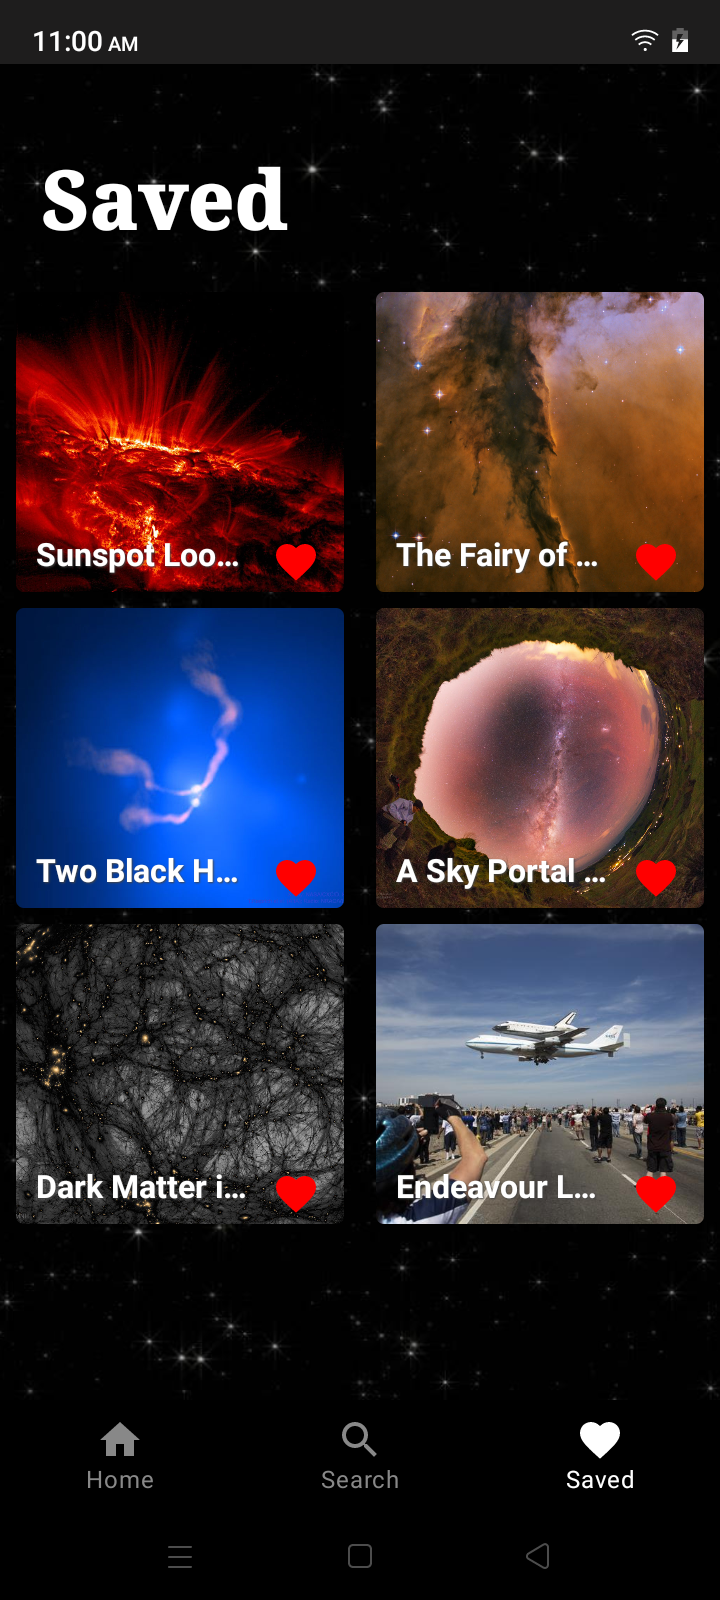 11:00 AM
Saved
Sunspot Loo...
The Fairy of ...
Two Black H...
A Sky Portal ...
Dark Matter i...
Endeavour L...
Home
Search
Saved